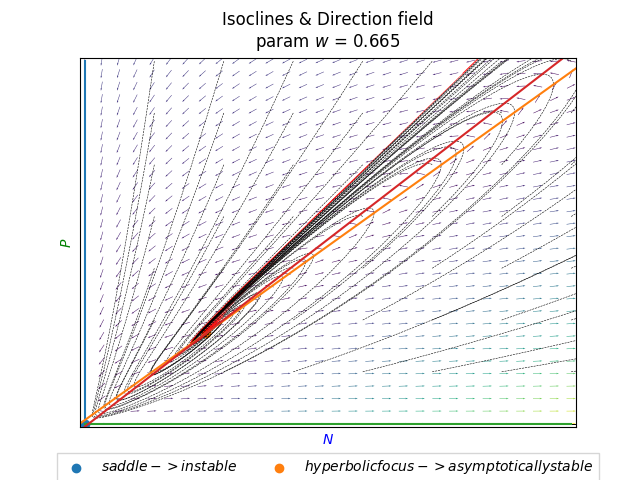 Isoclines & Direction field
param w = 0.665
P
N
saddle−>instable
hyperbolicfocus−>asymptoticallystable